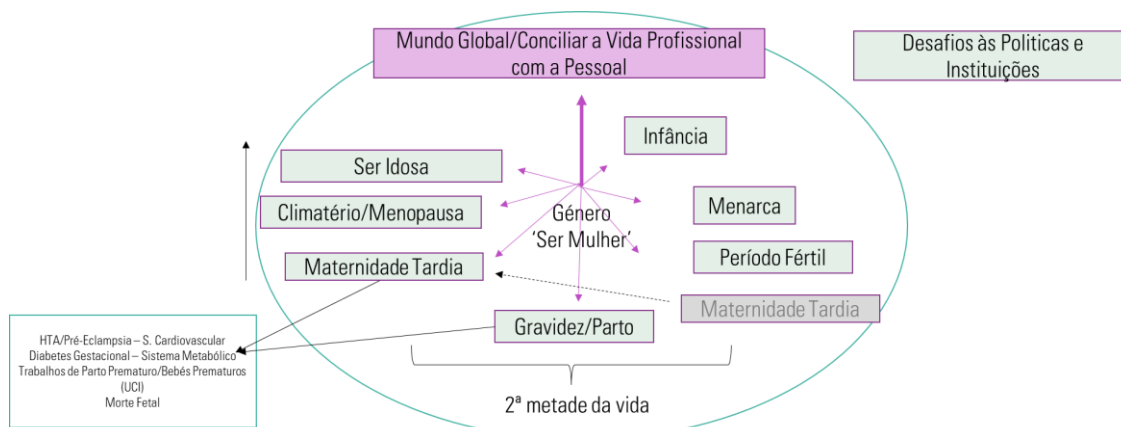 Mundo Global/Conciliar a Vida Profissional
com a Pessoal
Desafios às Politicas e
Instituições
Infância
Ser Idosa
Climatério/Menopausa
Género
'Ser Mulher'
Menarca
Período Fértil
Maternidade Tardia
Maternidade Tardia
Gravidez/Parto
HTA/Pré-Eclampsia – S. Cardiovascular
Diabetes Gestacional – Sistema Metabólico
Trabalhos de Parto Prematuro/Bebés Prematuros
(UCI)
Morte Fetal
2ª metade da vida